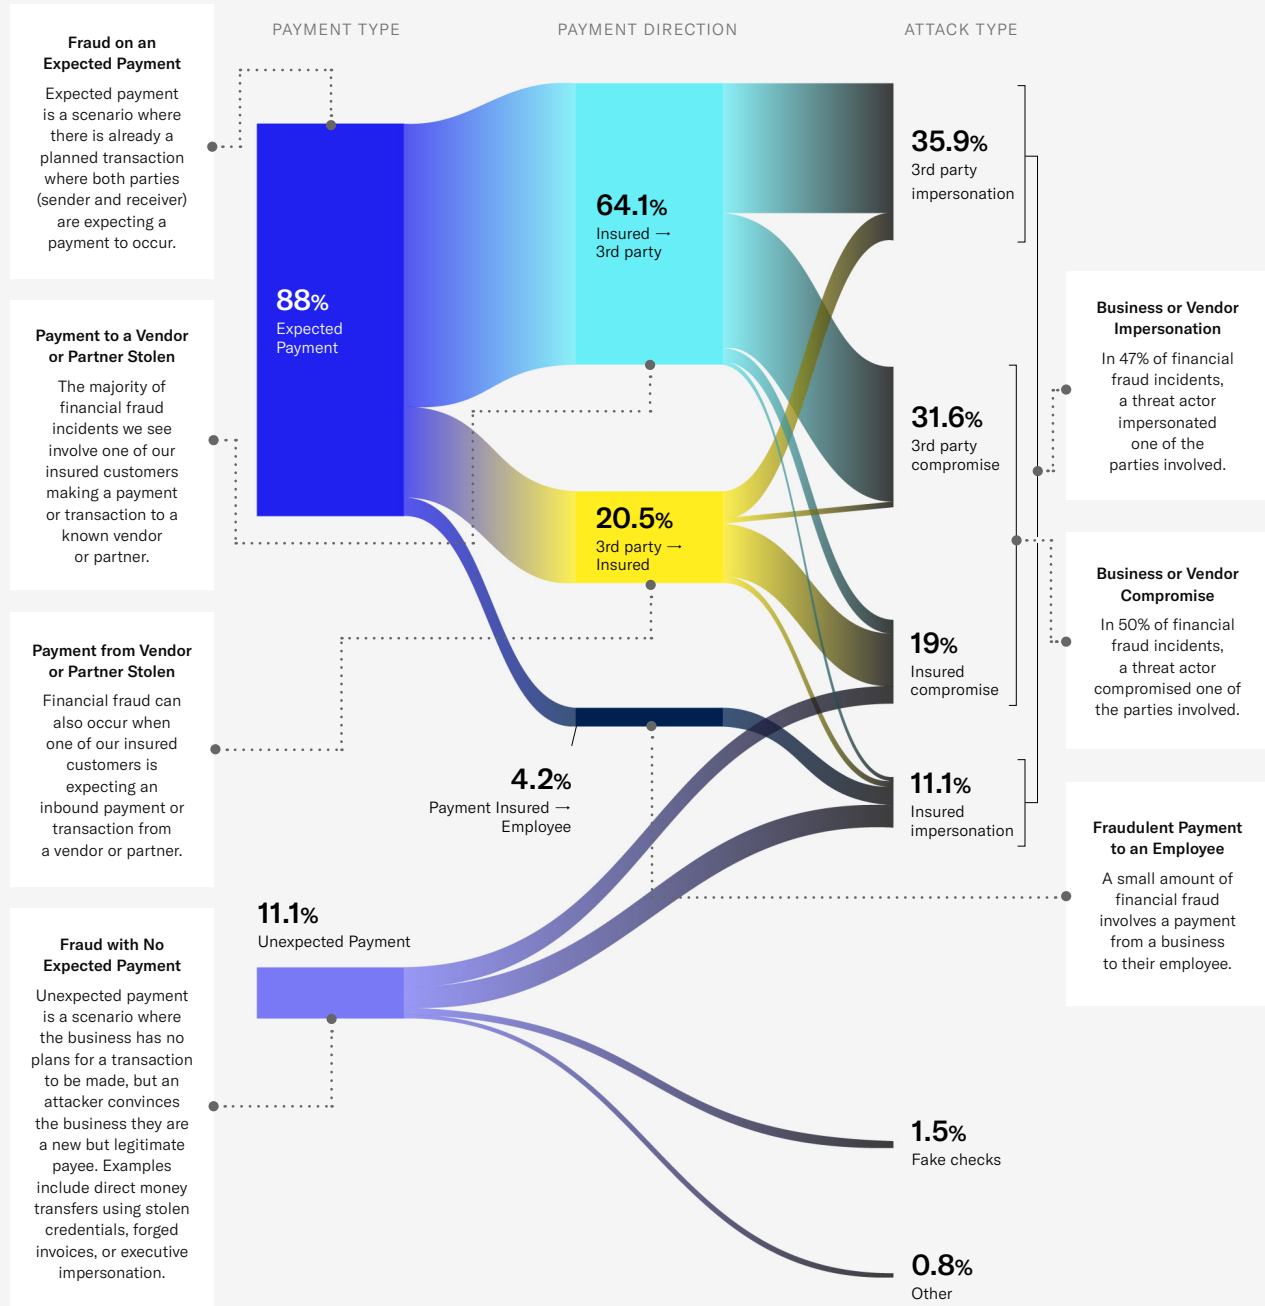 PAYMENT TYPE
PAYMENT DIRECTION
ATTACK TYPE
Fraud on an
Expected Payment
Expected payment
is a scenario where
there is already a
planned transaction
where both parties
(sender and receiver)
are expecting a
payment to occur.
Payment to a Vendor
or Partner Stolen
The majority of
financial fraud
incidents we see
involve one of our
insured customers
making a payment
or transaction to a
known vendor
or partner.
Payment from Vendor
or Partner Stolen
Financial fraud can
also occur when
one of our insured
customers is
expecting an
inbound payment or
transaction from
a vendor or partner.
Fraud with No
Expected Payment
Unexpected payment
is a scenario where
the business has no
plans for a transaction
to be made, but an
attacker convinces
the business they are
a new but legitimate
payee. Examples
include direct money
transfers using stolen
credentials, forged
invoices, or executive
impersonation.
88%
Expected
Payment
11.1%
Unexpected Payment
64.1%
Insured →
3rd party
20.5%
3rd party →
Insured
4.2%
Payment Insured →
Employee
35.9%
3rd party
impersonation
31.6%
3rd party
compromise
19%
Insured
compromise
11.1%
Insured
impersonation
1.5%
Fake checks
0.8%
Other
Business or Vendor
Impersonation
In 47% of financial
fraud incidents,
a threat actor
impersonated
one of the
parties involved.
Business or Vendor
Compromise
In 50% of financial
fraud incidents,
a threat actor
compromised one of
the parties involved.
Fraudulent Payment
to an Employee
A small amount of
financial fraud
involves a payment
from a business
to their employee.